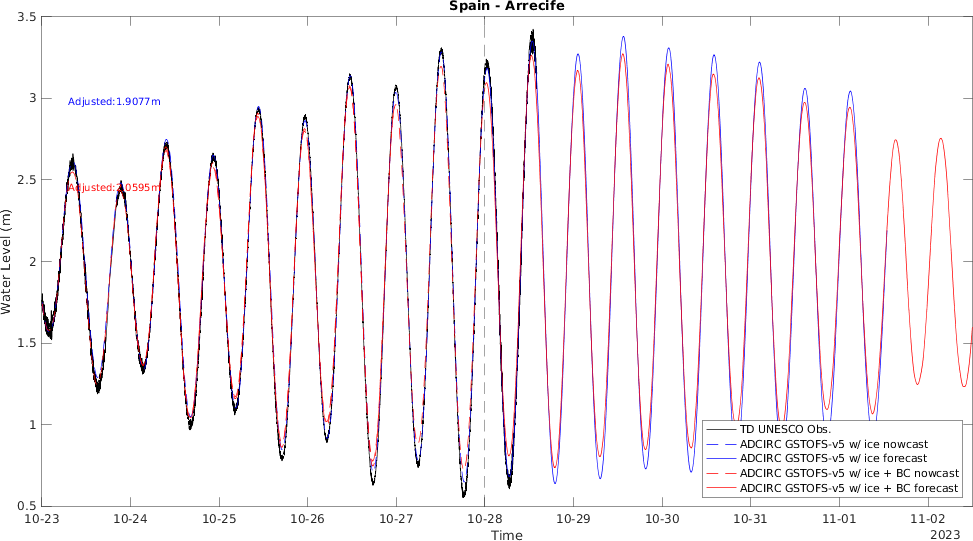 Spain - Arrecife
3.5
3
2.5
2
1.5
1
0.5
Water Level (m)
Adjusted:1.9077m
Adjusted:2.0595m
TD UNESCO Obs.
ADCIRC GSTOFS-v5 w/ ice nowcast
ADCIRC GSTOFS-v5 w/ ice forecast
ADCIRC GSTOFS-v5 w/ ice + BC nowcast
ADCIRC GSTOFS-v5 w/ ice + BC forecast
10-23 10-24 10-25 10-26 10-27 10-28 10-29 10-30 10-31 11-01 11-02
Time
2023